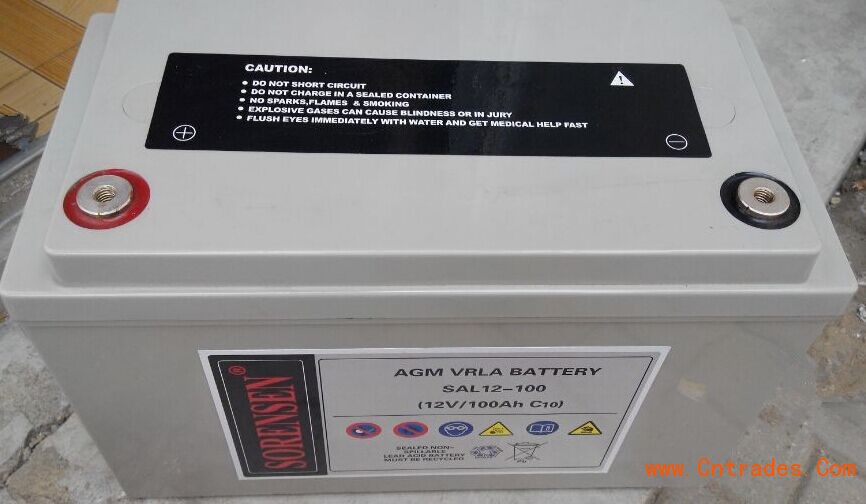 CAUTION:
• DO NOT SHORT CIRCUIT
• DO NOT CHARGE IN A SEALED CONTAINER
• NO SPARKS,FLAMES & SMOKING
• EXPLOSIVE GASES CAN CAUSE BLINDNESS OR IN JURY
• FLUSH EYES IMMEDIATELY WITH WATER AND GET MEDICAL HELP FAST
+
−
SORENSEN®
AGM VRLA BATTERY
SAL12-100
(12V/100Ah C10)
SEALED NON-
SPILLABLE
LEAD ACID BATTERY
MUST BE RECYCLED
Pb
www.Cntrades.Com